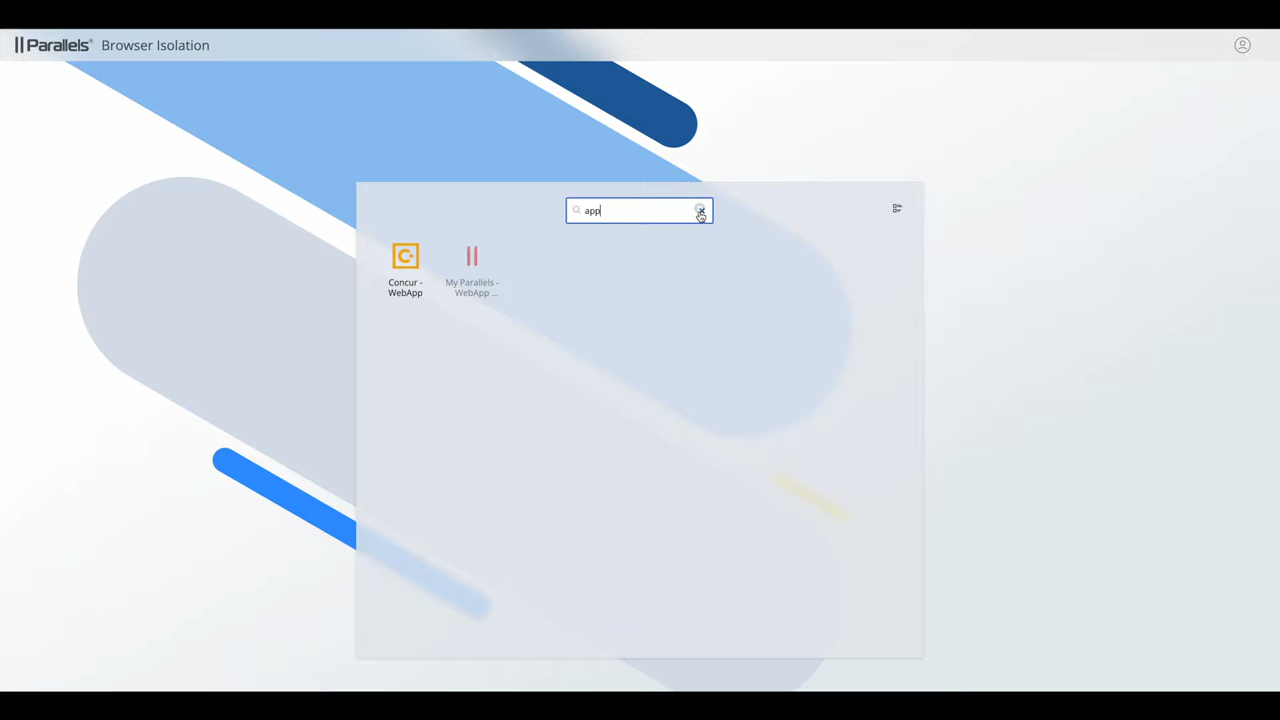 Parallels® Browser Isolation
app
Concur -
WebApp
My Parallels -
WebApp ...